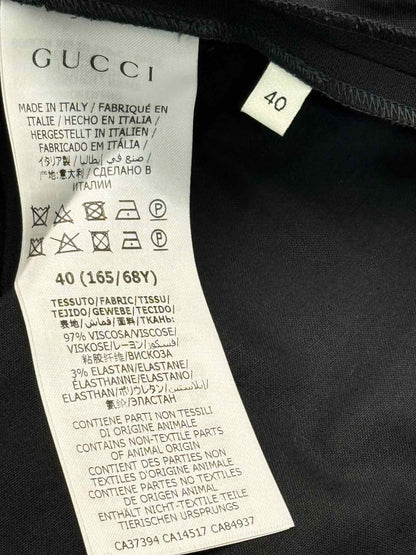 GUCCI
40
MADE IN ITALY / FABRIQUÉ EN
ITALIE / HECHO EN ITALIA /
HERGESTELLT IN ITALIEN /
FABRICADO EM ITÁLIA /
イタリア製 / صنع في إيطاليا /
产地:意大利 / СДЕЛАНО В
ИТАЛИИ
40 (165/68Y)
TESSUTO/FABRIC/TISSU/
TEJIDO/GEWEBE/TECIDO/
表地/قماش/面料/ТКАНЬ:
97% VISCOSA/VISCOSE/
VISKOSE/レーヨン/فسكوز/
粘胶纤维/ВИСКОЗА
3% ELASTAN/ELASTANE/
ELASTHANNE/ELASTANO/
ELASTHAN/ポリウレタン/إيلاستين/
氨纶/ЭЛАСТАН
CONTIENE PARTI NON TESSILI
DI ORIGINE ANIMALE
CONTAINS NON-TEXTILE PARTS
OF ANIMAL ORIGIN
CONTIENT DES PARTIES NON
TEXTILES D'ORIGINE ANIMALE
CONTIENE PARTES NO TEXTILES
DE ORIGEN ANIMAL
ENTHÄLT NICHT-TEXTILE TEILE
TIERISCHEN URSPRUNGS
CA37394 CA14517 CA84937